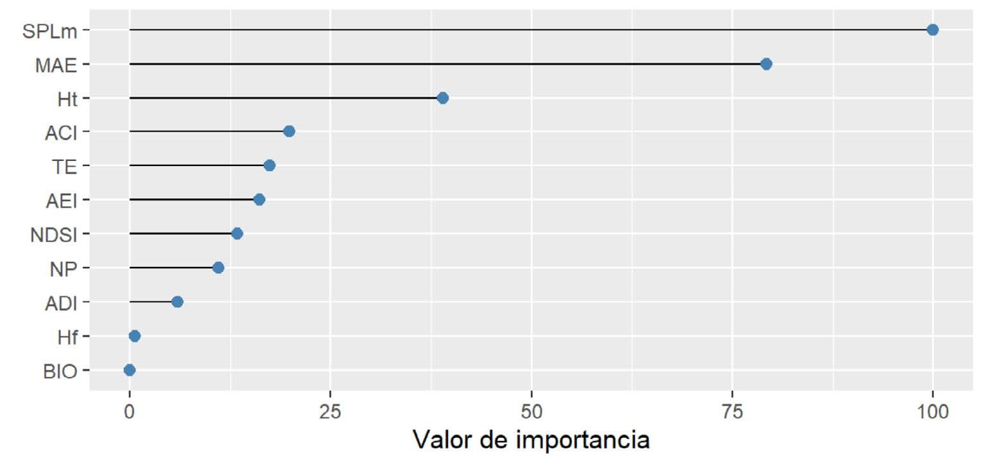 SPLm
MAE
Ht
ACI
TE
AEI
NDSI
NP
ADI
Hf
BIO
0 25 50 75 100
Valor de importancia